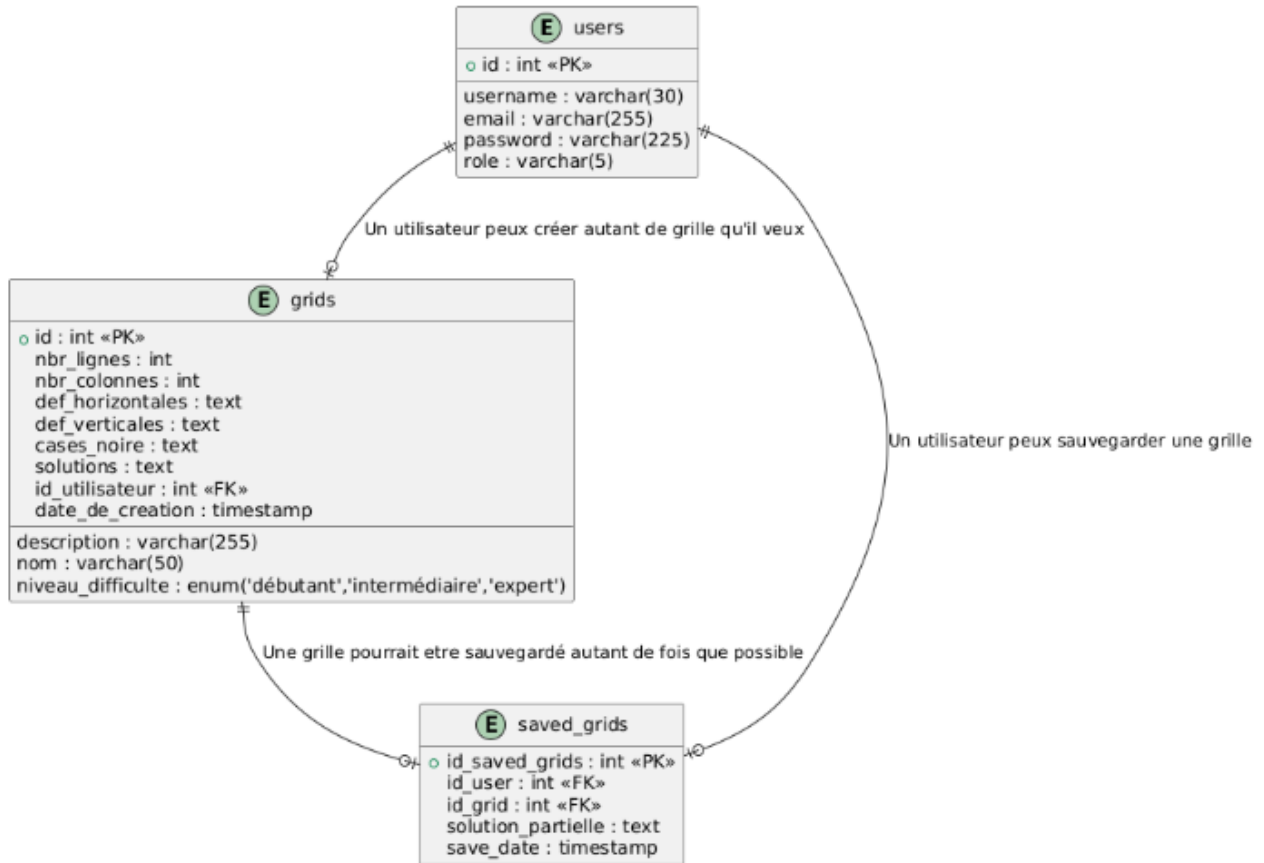 E users
id : int «PK»
username : varchar(30)
email : varchar(255)
password : varchar(225)
role : varchar(5)
Un utilisateur peux créer autant de grille qu'il veux
E grids
id : int «PK»
nbr_lignes : int
nbr_colonnes : int
def_horizontales : text
def_verticales : text
cases_noire : text
solutions : text
id_utilisateur : int «FK»
date_de_creation : timestamp
description : varchar(255)
nom : varchar(50)
niveau_difficulte : enum('débutant','intermédiaire','expert')
Un utilisateur peux sauvegarder une grille
Une grille pourrait etre sauvegardé autant de fois que possible
E saved_grids
id_saved_grids : int «PK»
id_user : int «FK»
id_grid : int «FK»
solution_partielle : text
save_date : timestamp